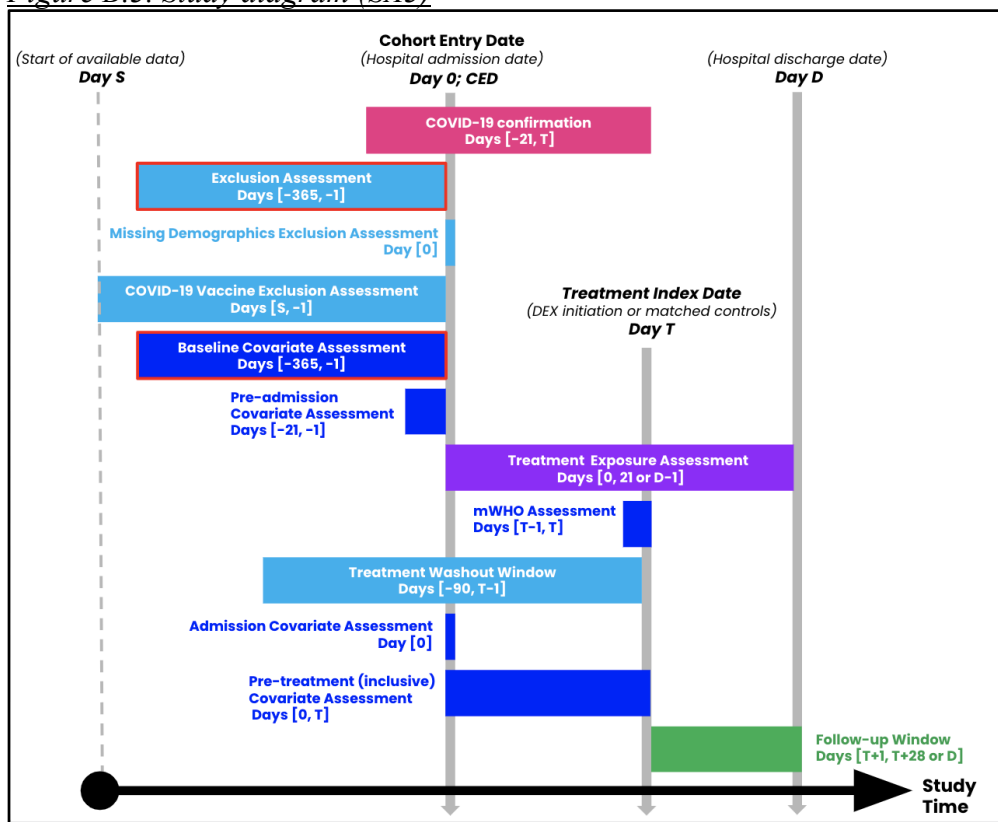 Figure B.3: Study diagram (SA3)
(Start of available data)
Day S
Cohort Entry Date
(Hospital admission date)
Day 0; CED
(Hospital discharge date)
Day D
COVID-19 confirmation
Days [-21, T]
Exclusion Assessment
Days [-365, -1]
Missing Demographics Exclusion Assessment
Day [0]
COVID-19 Vaccine Exclusion Assessment
Days [S, -1]
Treatment Index Date
(DEX initiation or matched controls)
Day T
Baseline Covariate Assessment
Days [-365, -1]
Pre-admission
Covariate Assessment
Days [-21, -1]
Treatment Exposure Assessment
Days [0, 21 or D-1]
mWHO Assessment
Days [T-1, T]
Treatment Washout Window
Days [-90, T-1]
Admission Covariate Assessment
Day [0]
Pre-treatment (inclusive)
Covariate Assessment
Days [0, T]
Follow-up Window
Days [T+1, T+28 or D]
Study
Time